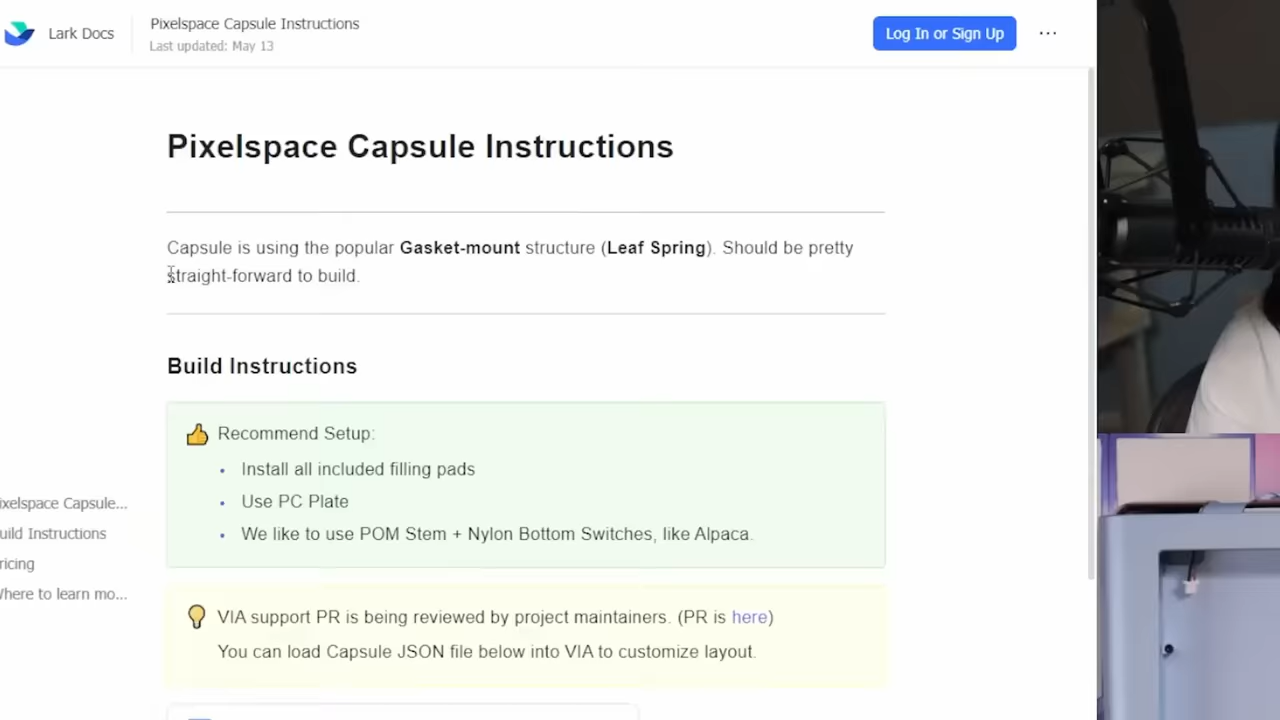 Lark Docs
Pixelspace Capsule Instructions
Last updated: May 13
Log In or Sign Up
Pixelspace Capsule Instructions
Capsule is using the popular Gasket-mount structure (Leaf Spring). Should be pretty
straight-forward to build.
Build Instructions
👍 Recommend Setup:
• Install all included filling pads
• Use PC Plate
• We like to use POM Stem + Nylon Bottom Switches, like Alpaca.
💡 VIA support PR is being reviewed by project maintainers. (PR is here)
You can load Capsule JSON file below into VIA to customize layout.
ixelspace Capsule...
uild Instructions
ricing
here to learn mo...